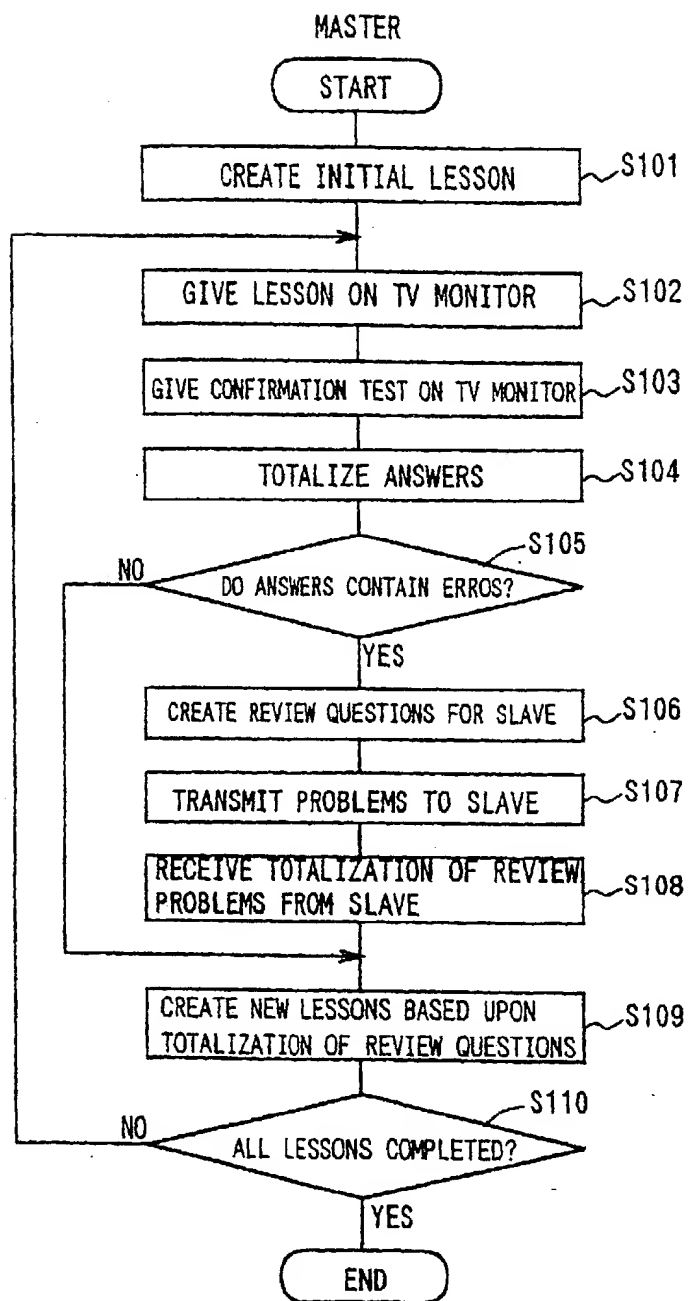 MASTER
START
CREATE INITIAL LESSON
S101
GIVE LESSON ON TV MONITOR
S102
GIVE CONFIRMATION TEST ON TV MONITOR
S103
TOTALIZE ANSWERS
S104
S105
NO
DO ANSWERS CONTAIN ERROS?
YES
CREATE REVIEW QUESTIONS FOR SLAVE
S106
TRANSMIT PROBLEMS TO SLAVE
S107
RECEIVE TOTALIZATION OF REVIEW
PROBLEMS FROM SLAVE
S108
CREATE NEW LESSONS BASED UPON
TOTALIZATION OF REVIEW QUESTIONS
S109
S110
NO
ALL LESSONS COMPLETED?
YES
END